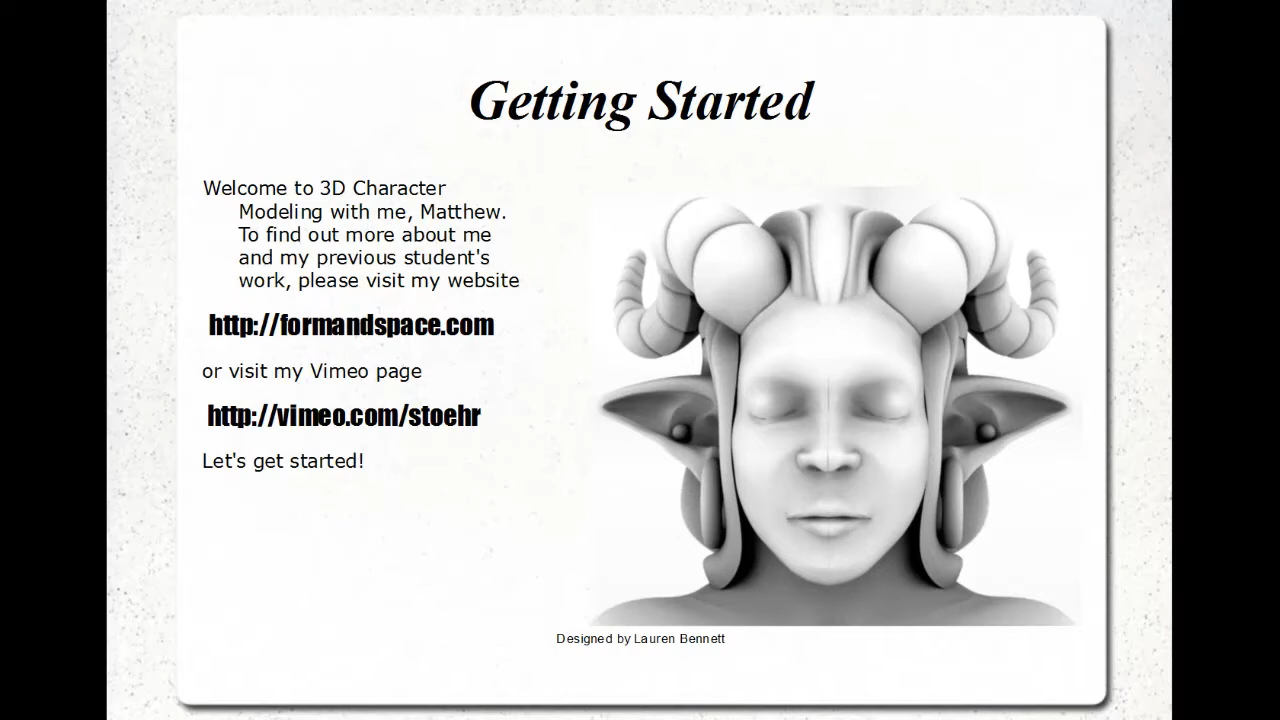 Getting Started
Welcome to 3D Character
Modeling with me, Matthew.
To find out more about me
and my previous student's
work, please visit my website
http://formandspace.com
or visit my Vimeo page
http://vimeo.com/stoehr
Let's get started!
Designed by Lauren Bennett